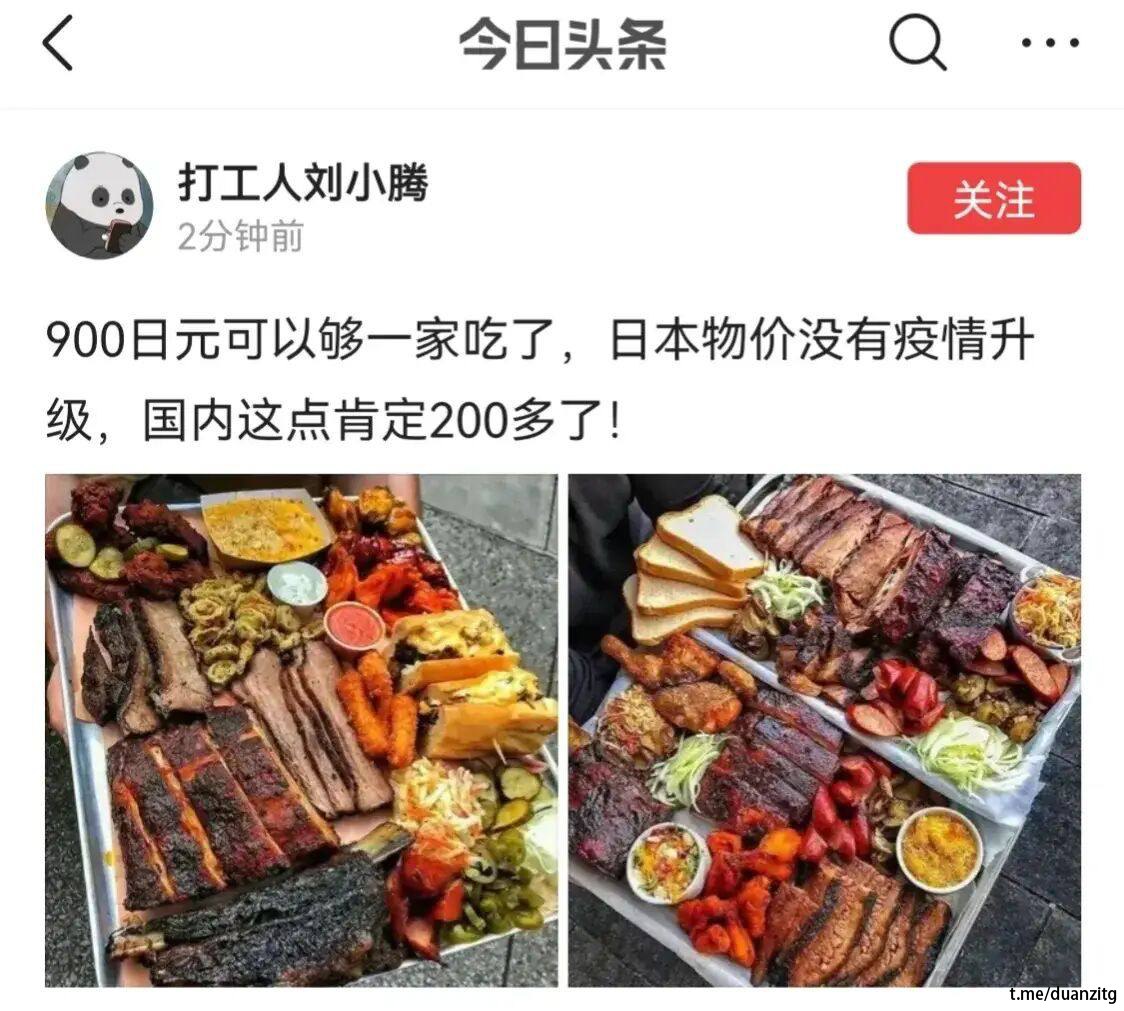 今日头条
打工人刘小腾
2分钟前
关注
900日元可以够一家吃了，日本物价没有疫情升
级，国内这点肯定200多了！
t.me/duanzitg